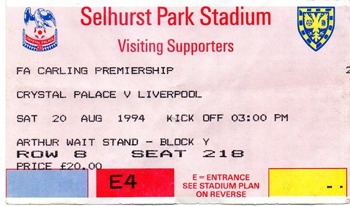 Selhurst Park Stadium
Visiting Supporters
FA CARLING PREMIERSHIP
CRYSTAL PALACE V LIVERPOOL
SAT 20 AUG 1994 KICK OFF 03:00 PM
ARTHUR WAIT STAND - BLOCK Y
ROW 8 SEAT 218
PRICE £20.00
E4
E = ENTRANCE
SEE STADIUM PLAN
ON REVERSE